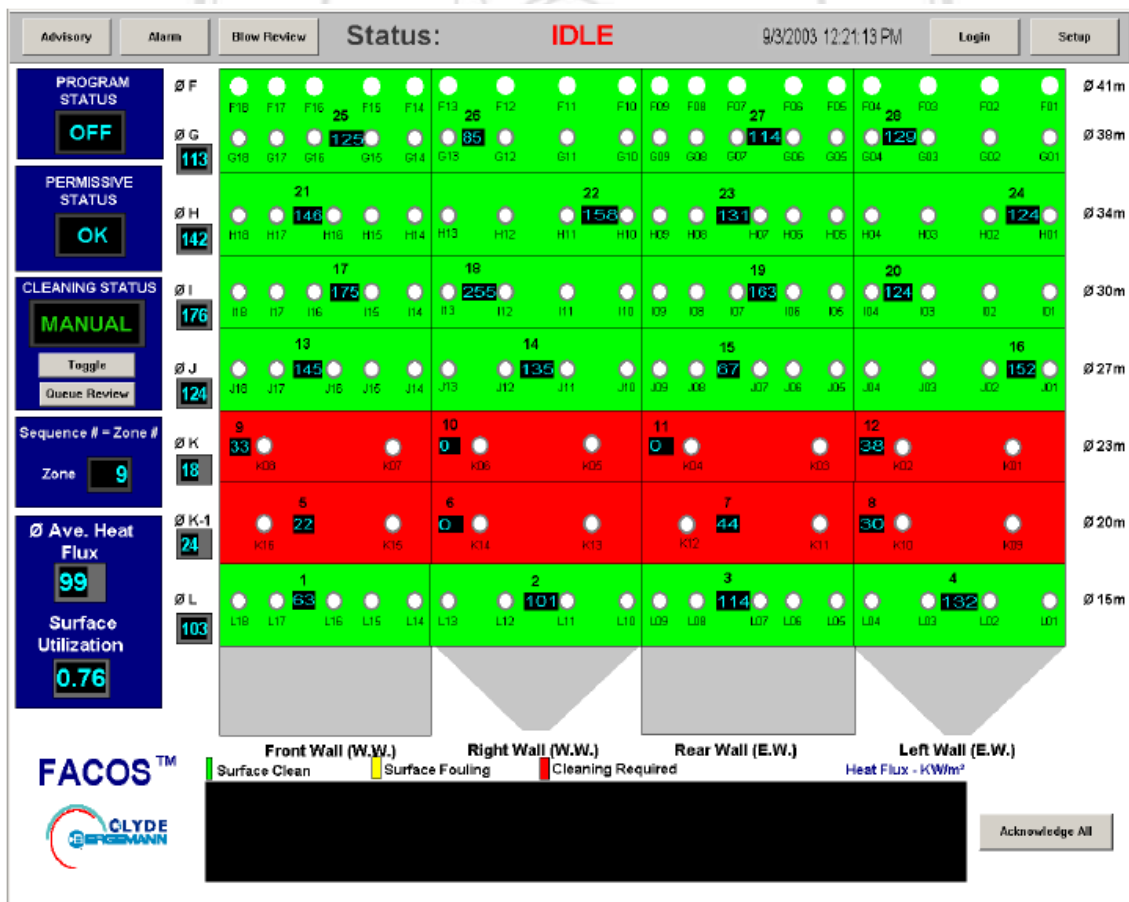 Advisory Alarm Blow Review Status: IDLE 9/3/2003 12:21:13 PM Login Setup
PROGRAM
STATUS
OFF
PERMISSIVE
STATUS
OK
CLEANING STATUS
MANUAL
Toggle
Queue Review
Sequence # = Zone #
Zone 9
Ø Ave. Heat
Flux
99
Surface
Utilization
0.76
Ø F Ø 41m
F18 F17 F16 F15 F14 F13 F12 F11 F10 F09 F08 F07 F06 F05 F04 F03 F02 F01
25 26 27 28
Ø G 125 85 114 129 Ø 38m
113 G18 G17 G16 G15 G14 G13 G12 G11 G10 G09 G08 G07 G06 G05 G04 G03 G02 G01
21 22 23 24
Ø H 146 158 131 124 Ø 34m
142 H18 H17 H16 H15 H14 H13 H12 H11 H10 H09 H08 H07 H06 H05 H04 H03 H02 H01
17 18 19 20
Ø I 175 255 163 124 Ø 30m
176 I18 I17 I16 I15 I14 I13 I12 I11 I10 I09 I08 I07 I06 I05 I04 I03 I02 I01
13 14 15 16
Ø J 145 135 67 152 Ø 27m
124 J18 J17 J16 J15 J14 J13 J12 J11 J10 J09 J08 J07 J06 J05 J04 J03 J02 J01
9 10 11 12
Ø K 33 0 0 38 Ø 23m
18 K08 K07 K06 K05 K04 K03 K02 K01
5 6 7 8
Ø K-1 22 0 44 30 Ø 20m
24 K16 K15 K14 K13 K12 K11 K10 K09
1 2 3 4
Ø L 63 101 114 132 Ø 15m
103 L18 L17 L16 L15 L14 L13 L12 L11 L10 L09 L08 L07 L06 L05 L04 L03 L02 L01
Front Wall (W.W.) Right Wall (W.W.) Rear Wall (E.W.) Left Wall (E.W.)
Surface Clean Surface Fouling Cleaning Required Heat Flux - KW/m²
FACOS TM
CLYDE
BERGEMANN
Acknowledge All